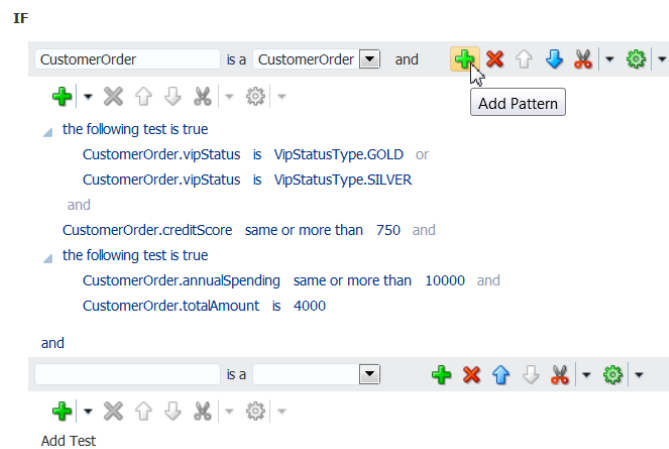 IF
CustomerOrder is a CustomerOrder and
Add Pattern
the following test is true
CustomerOrder.vipStatus is VipStatusType.GOLD or
CustomerOrder.vipStatus is VipStatusType.SILVER
and
CustomerOrder.creditScore same or more than 750 and
the following test is true
CustomerOrder.annualSpending same or more than 10000 and
CustomerOrder.totalAmount is 4000
and
is a
Add Test